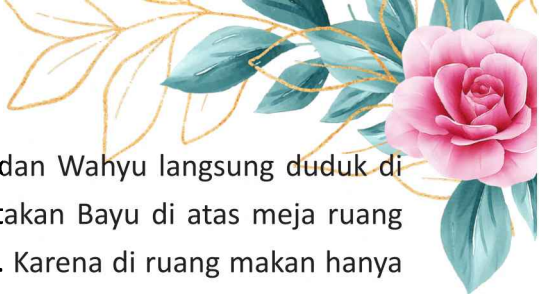 dan Wahyu langsung duduk di
takan Bayu di atas meja ruang
. Karena di ruang makan hanya